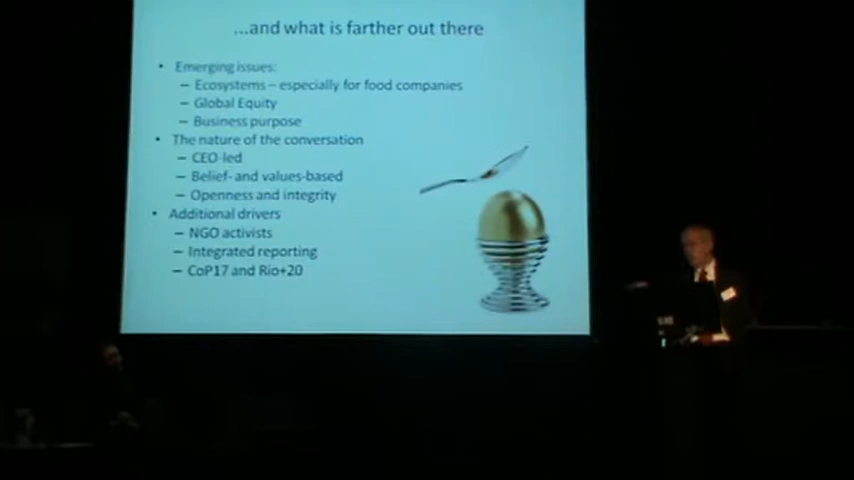 ...and what is farther out there
• Emerging issues:
– Ecosystems – especially for food companies
– Global Equity
– Business purpose
• The nature of the conversation
– CEO-led
– Belief- and values-based
– Openness and integrity
• Additional drivers
– NGO activists
– Integrated reporting
– CoP17 and Rio+20